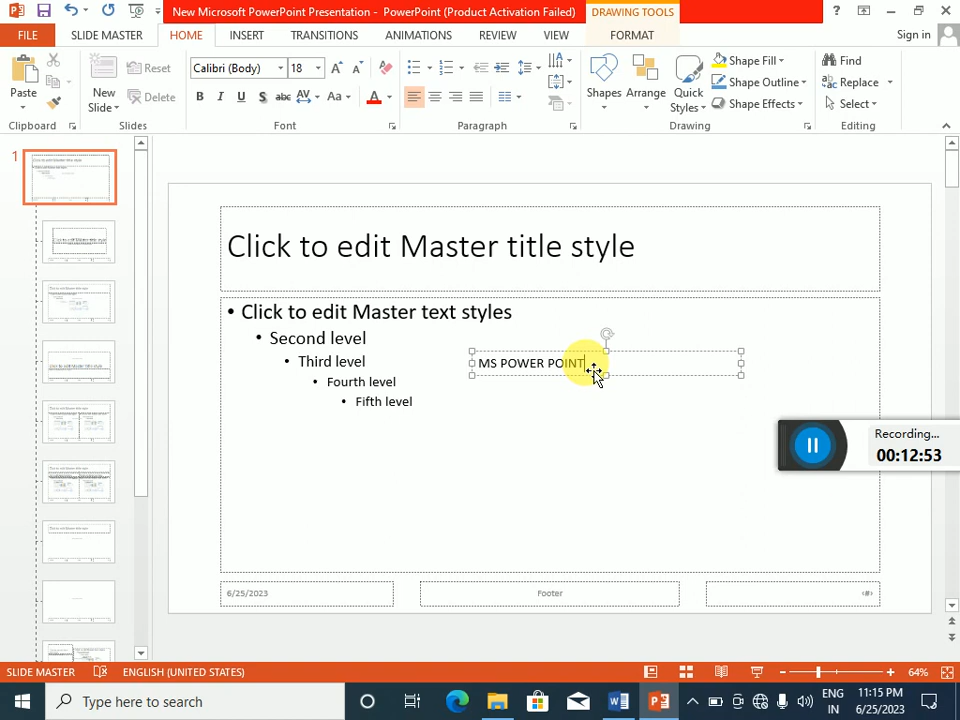 New Microsoft PowerPoint Presentation - PowerPoint (Product Activation Failed)
DRAWING TOOLS
FILE
SLIDE MASTER
HOME
INSERT
TRANSITIONS
ANIMATIONS
REVIEW
VIEW
FORMAT
Sign in
Paste
New
Slide
Reset
Delete
Calibri (Body)
18
Shapes
Arrange
Quick
Styles
Shape Fill
Shape Outline
Shape Effects
Find
Replace
Select
Clipboard
Slides
Font
Paragraph
Drawing
Editing
1
Click to edit Master title style
• Click to edit Master text styles
• Second level
• Third level
• Fourth level
• Fifth level
MS POWER POINT
6/25/2023
Footer
‹#›
Recording...
00:12:53
SLIDE MASTER
ENGLISH (UNITED STATES)
64%
Type here to search
ENG
IN
11:15 PM
6/25/2023